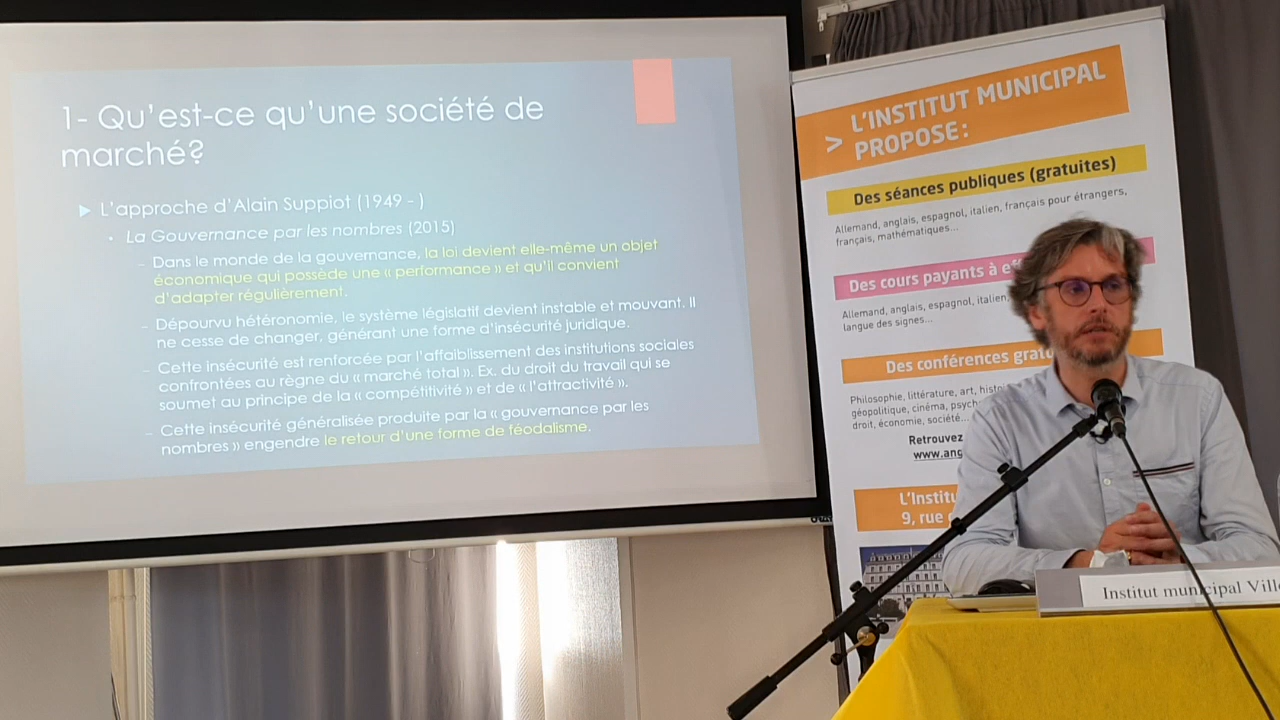 1- Qu'est-ce qu'une société de
marché?
L'approche d'Alain Suppiot (1949 - )
La Gouvernance par les nombres (2015)
Dans le monde de la gouvernance, la loi devient elle-même un objet
économique qui possède une « performance » et qu'il convient
d'adapter régulièrement.
Dépourvu hétéronomie, le système législatif devient instable et mouvant. Il
ne cesse de changer, générant une forme d'insécurité juridique.
Cette insécurité est renforcée par l'affaiblissement des institutions sociales
confrontées au règne du « marché total ». Ex. du droit du travail qui se
soumet au principe de la « compétitivité » et de « l'attractivité ».
Cette insécurité généralisée produite par la « gouvernance par les
nombres » engendre le retour d'une forme de féodalisme.
> L'INSTITUT MUNICIPAL
PROPOSE :
Des séances publiques (gratuites)
Allemand, anglais, espagnol, italien, français pour étrangers,
français, mathématiques...
Des cours payants à
Allemand, anglais, espagnol, italien,
langue des signes...
Des conférences
Philosophie, littérature, art,
géopolitique, cinéma,
droit, économie, société...
Retrouvez
www.
9, rue
Institut municipal